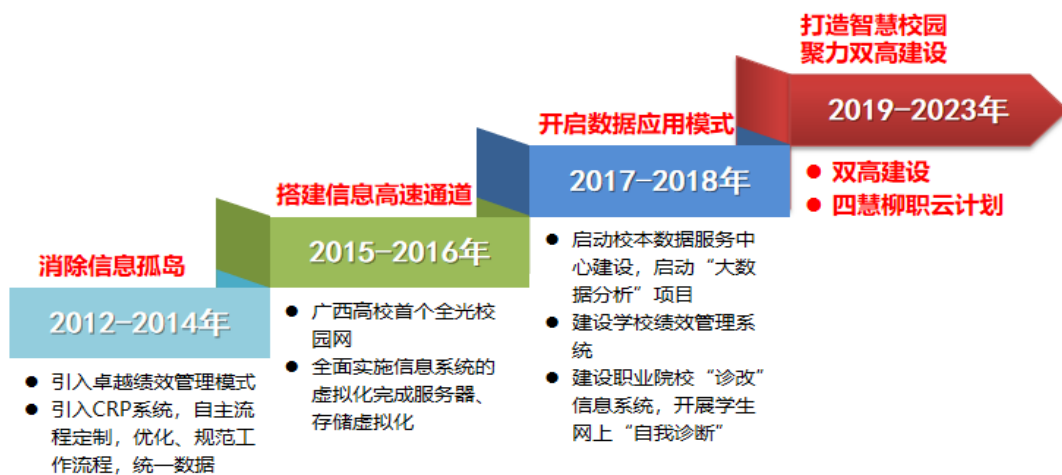 消除信息孤岛
2012-2014年
● 引入卓越绩效管理模式
● 引入CRP系统，自主流
程定制，优化、规范工
作流程，统一数据
搭建信息高速通道
2015-2016年
● 广西高校首个全光校
园网
● 全面实施信息系统的
虚拟化完成服务器、
存储虚拟化
开启数据应用模式
2017-2018年
● 启动校本数据服务中
心建设，启动“大数
据分析”项目
● 建设学校绩效管理系
统
● 建设职业院校“诊改”
信息系统，开展学生
网上“自我诊断”
打造智慧校园
聚力双高建设
2019-2023年
● 双高建设
● 四慧柳职云计划